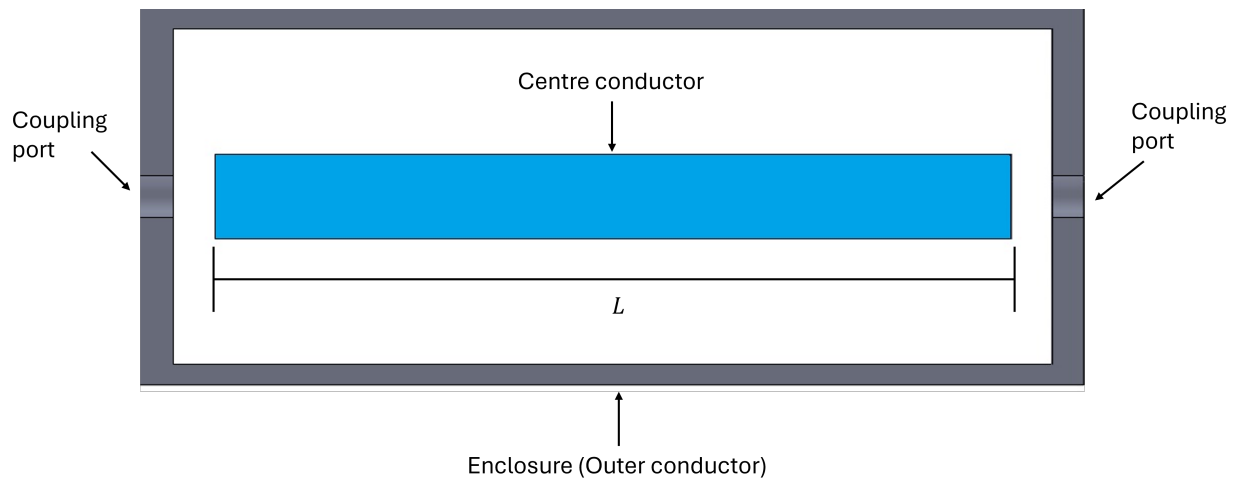 Centre conductor
Coupling
port
Coupling
port
L
Enclosure (Outer conductor)